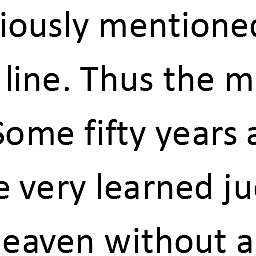 iously mentioned
line. Thus the m
Some fifty years a
e very learned ju
eaven without a